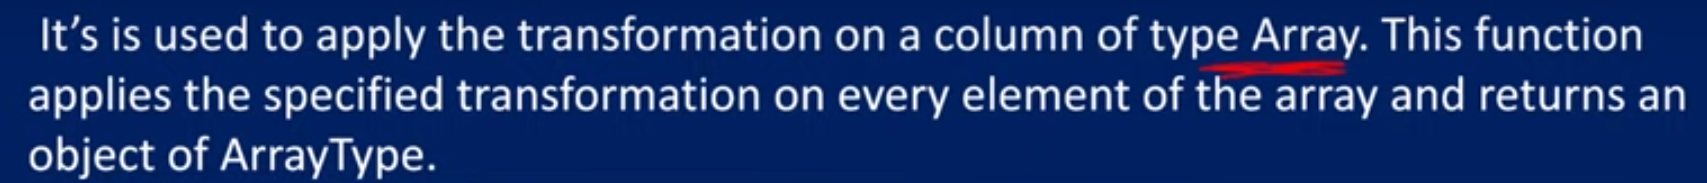 It's is used to apply the transformation on a column of type Array. This function
applies the specified transformation on every element of the array and returns an
object of ArrayType.